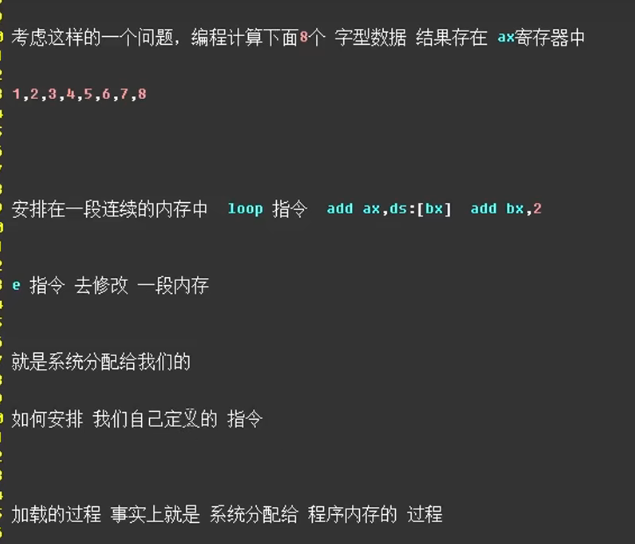 考虑这样的一个问题，编程计算下面8个 字型数据 结果存在 ax寄存器中
1,2,3,4,5,6,7,8
安排在一段连续的内存中 loop 指令 add ax,ds:[bx] add bx,2
e 指令 去修改 一段内存
就是系统分配给我们的
如何安排 我们自己定义的 指令
加载的过程 事实上就是 系统分配给 程序内存的 过程